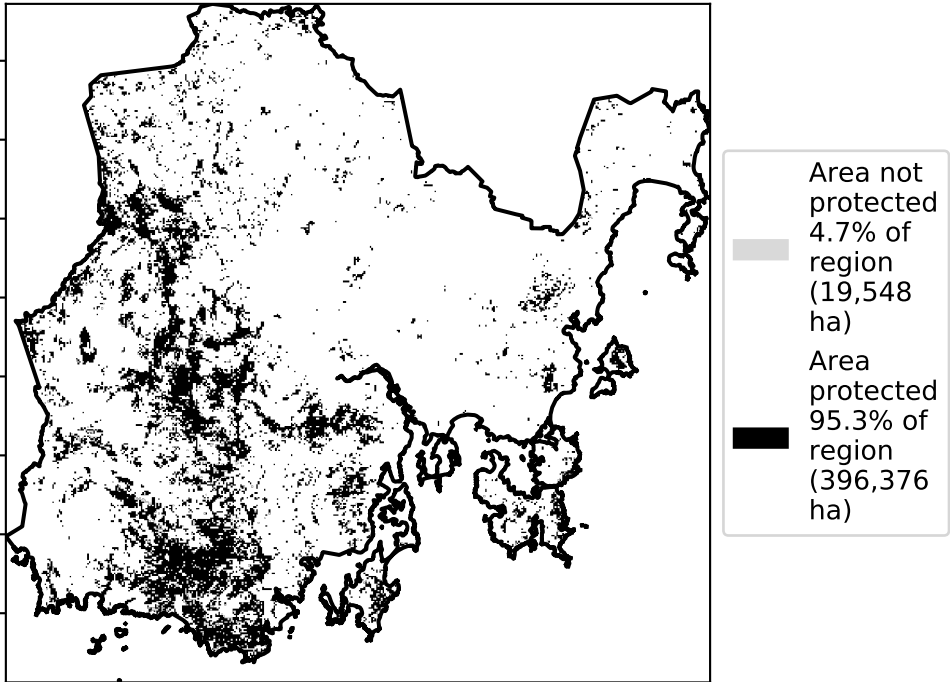 Area not
protected
4.7% of
region
(19,548
ha)
Area
protected
95.3% of
region
(396,376
ha)